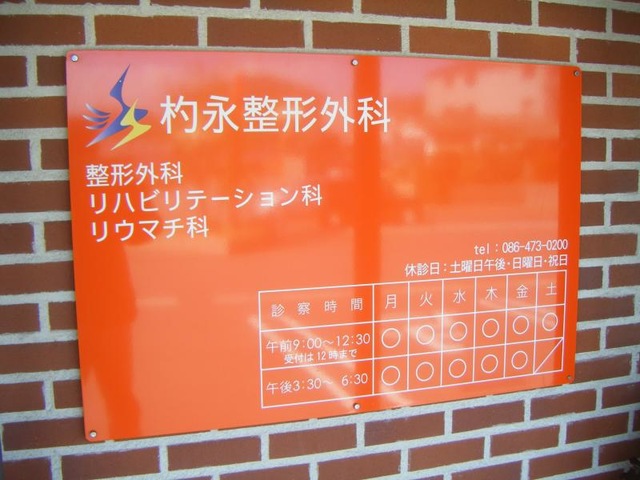 杓永整形外科
整形外科
リハビリテーション科
リウマチ科
tel：086-473-0200
休診日：土曜日午後・日曜日・祝日
診察時間 月 火 水 木 金 土
午前9:00～12:30 ○ ○ ○ ○ ○ ○
受付は12時まで
午後3:30～ 6:30 ○ ○ ○ ○ ○ ／